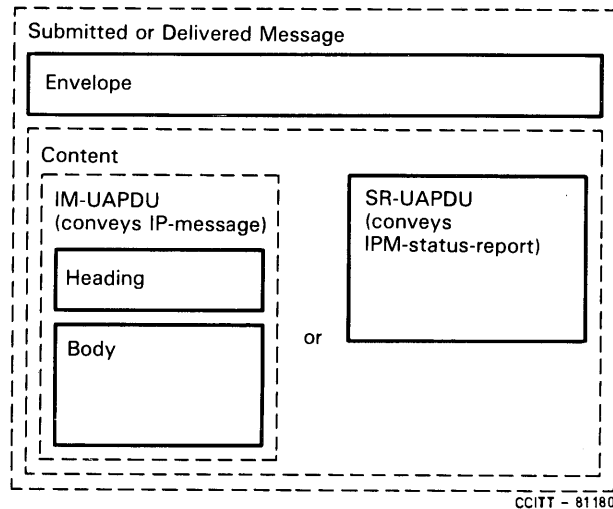 Submitted or Delivered Message
Envelope
Content
IM-UAPDU
(conveys IP-message)
Heading
Body
or
SR-UAPDU
(conveys
IPM-status-report)
CCITT - 81180